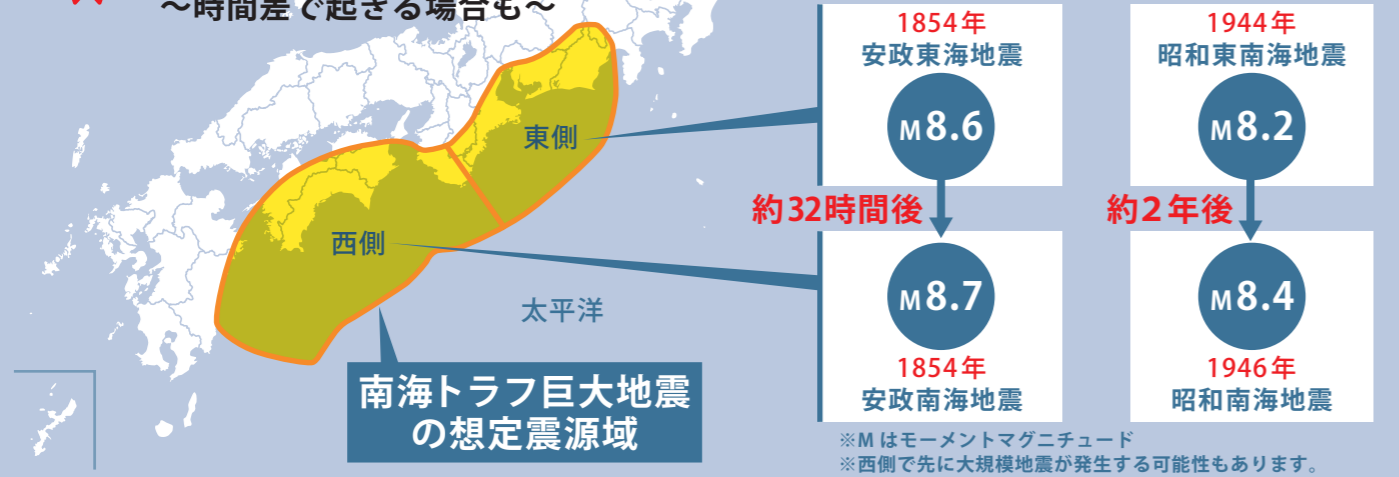 ～時間差で起きる場合も～
東側
西側
太平洋
南海トラフ巨大地震
の想定震源域
1854年
安政東海地震
M8.6
約32時間後
M8.7
1854年
安政南海地震
1944年
昭和東南海地震
M8.2
約2年後
M8.4
1946年
昭和南海地震
※Mはモーメントマグニチュード
※西側で先に大規模地震が発生する可能性もあります。